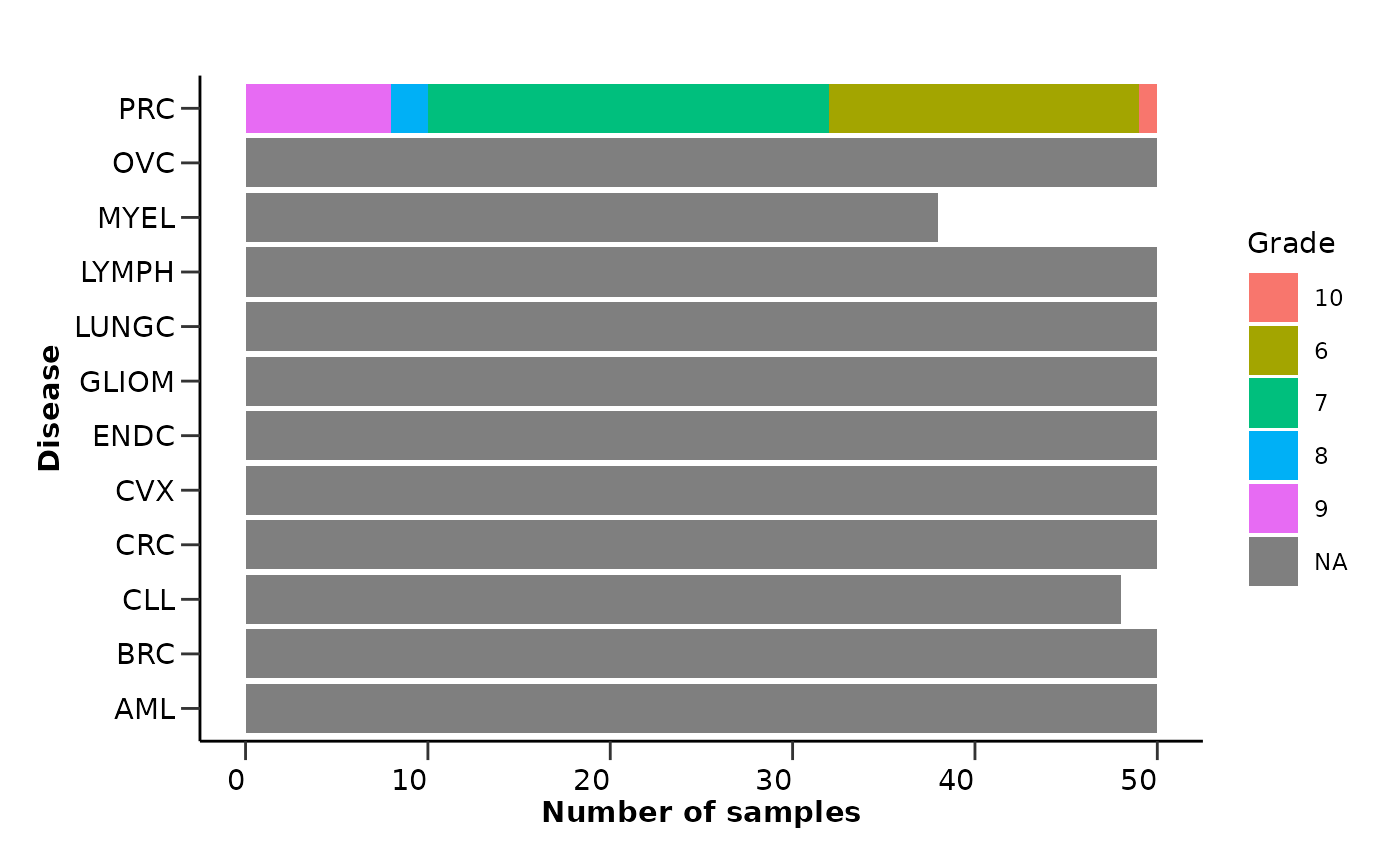 PRC
OVC
MYEL
LYMPH
LUNGC
GLIOM
ENDC
CVX
CRC
CLL
BRC
AML
Disease
0 10 20 30 40 50
Number of samples
Grade
10
6
7
8
9
NA